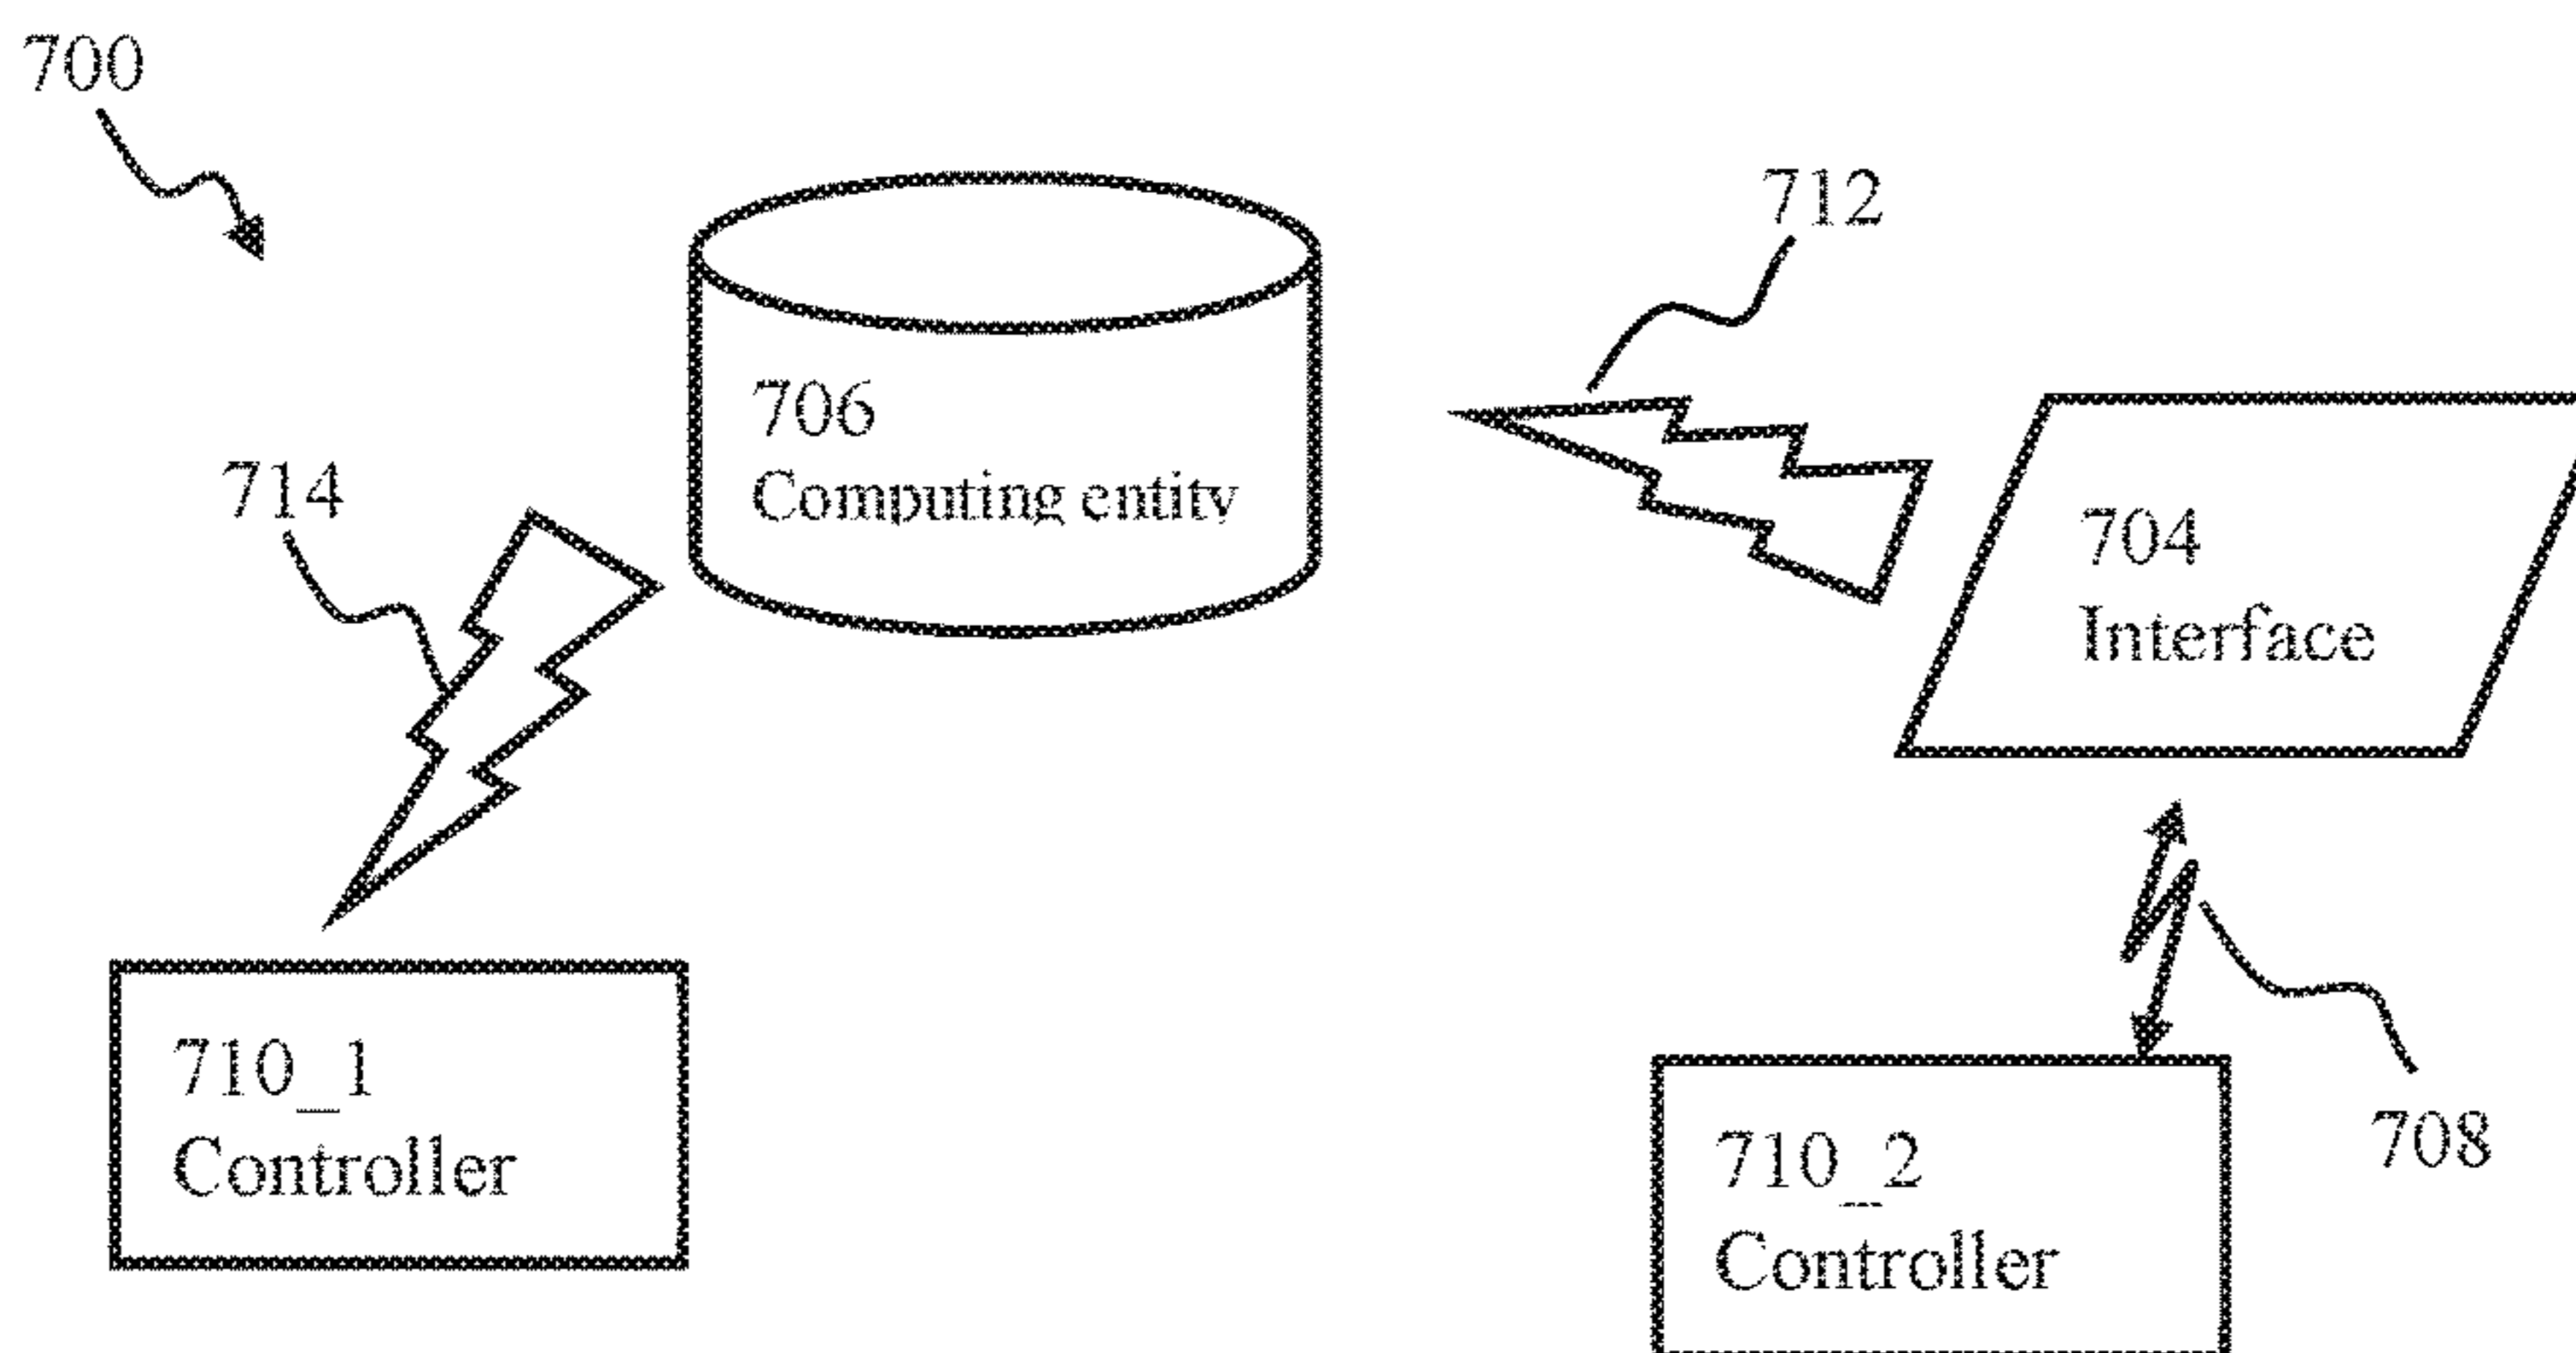 700
712
706
Computing entity
714
704
Interface
710_1
Controller
710_2
Controller
708